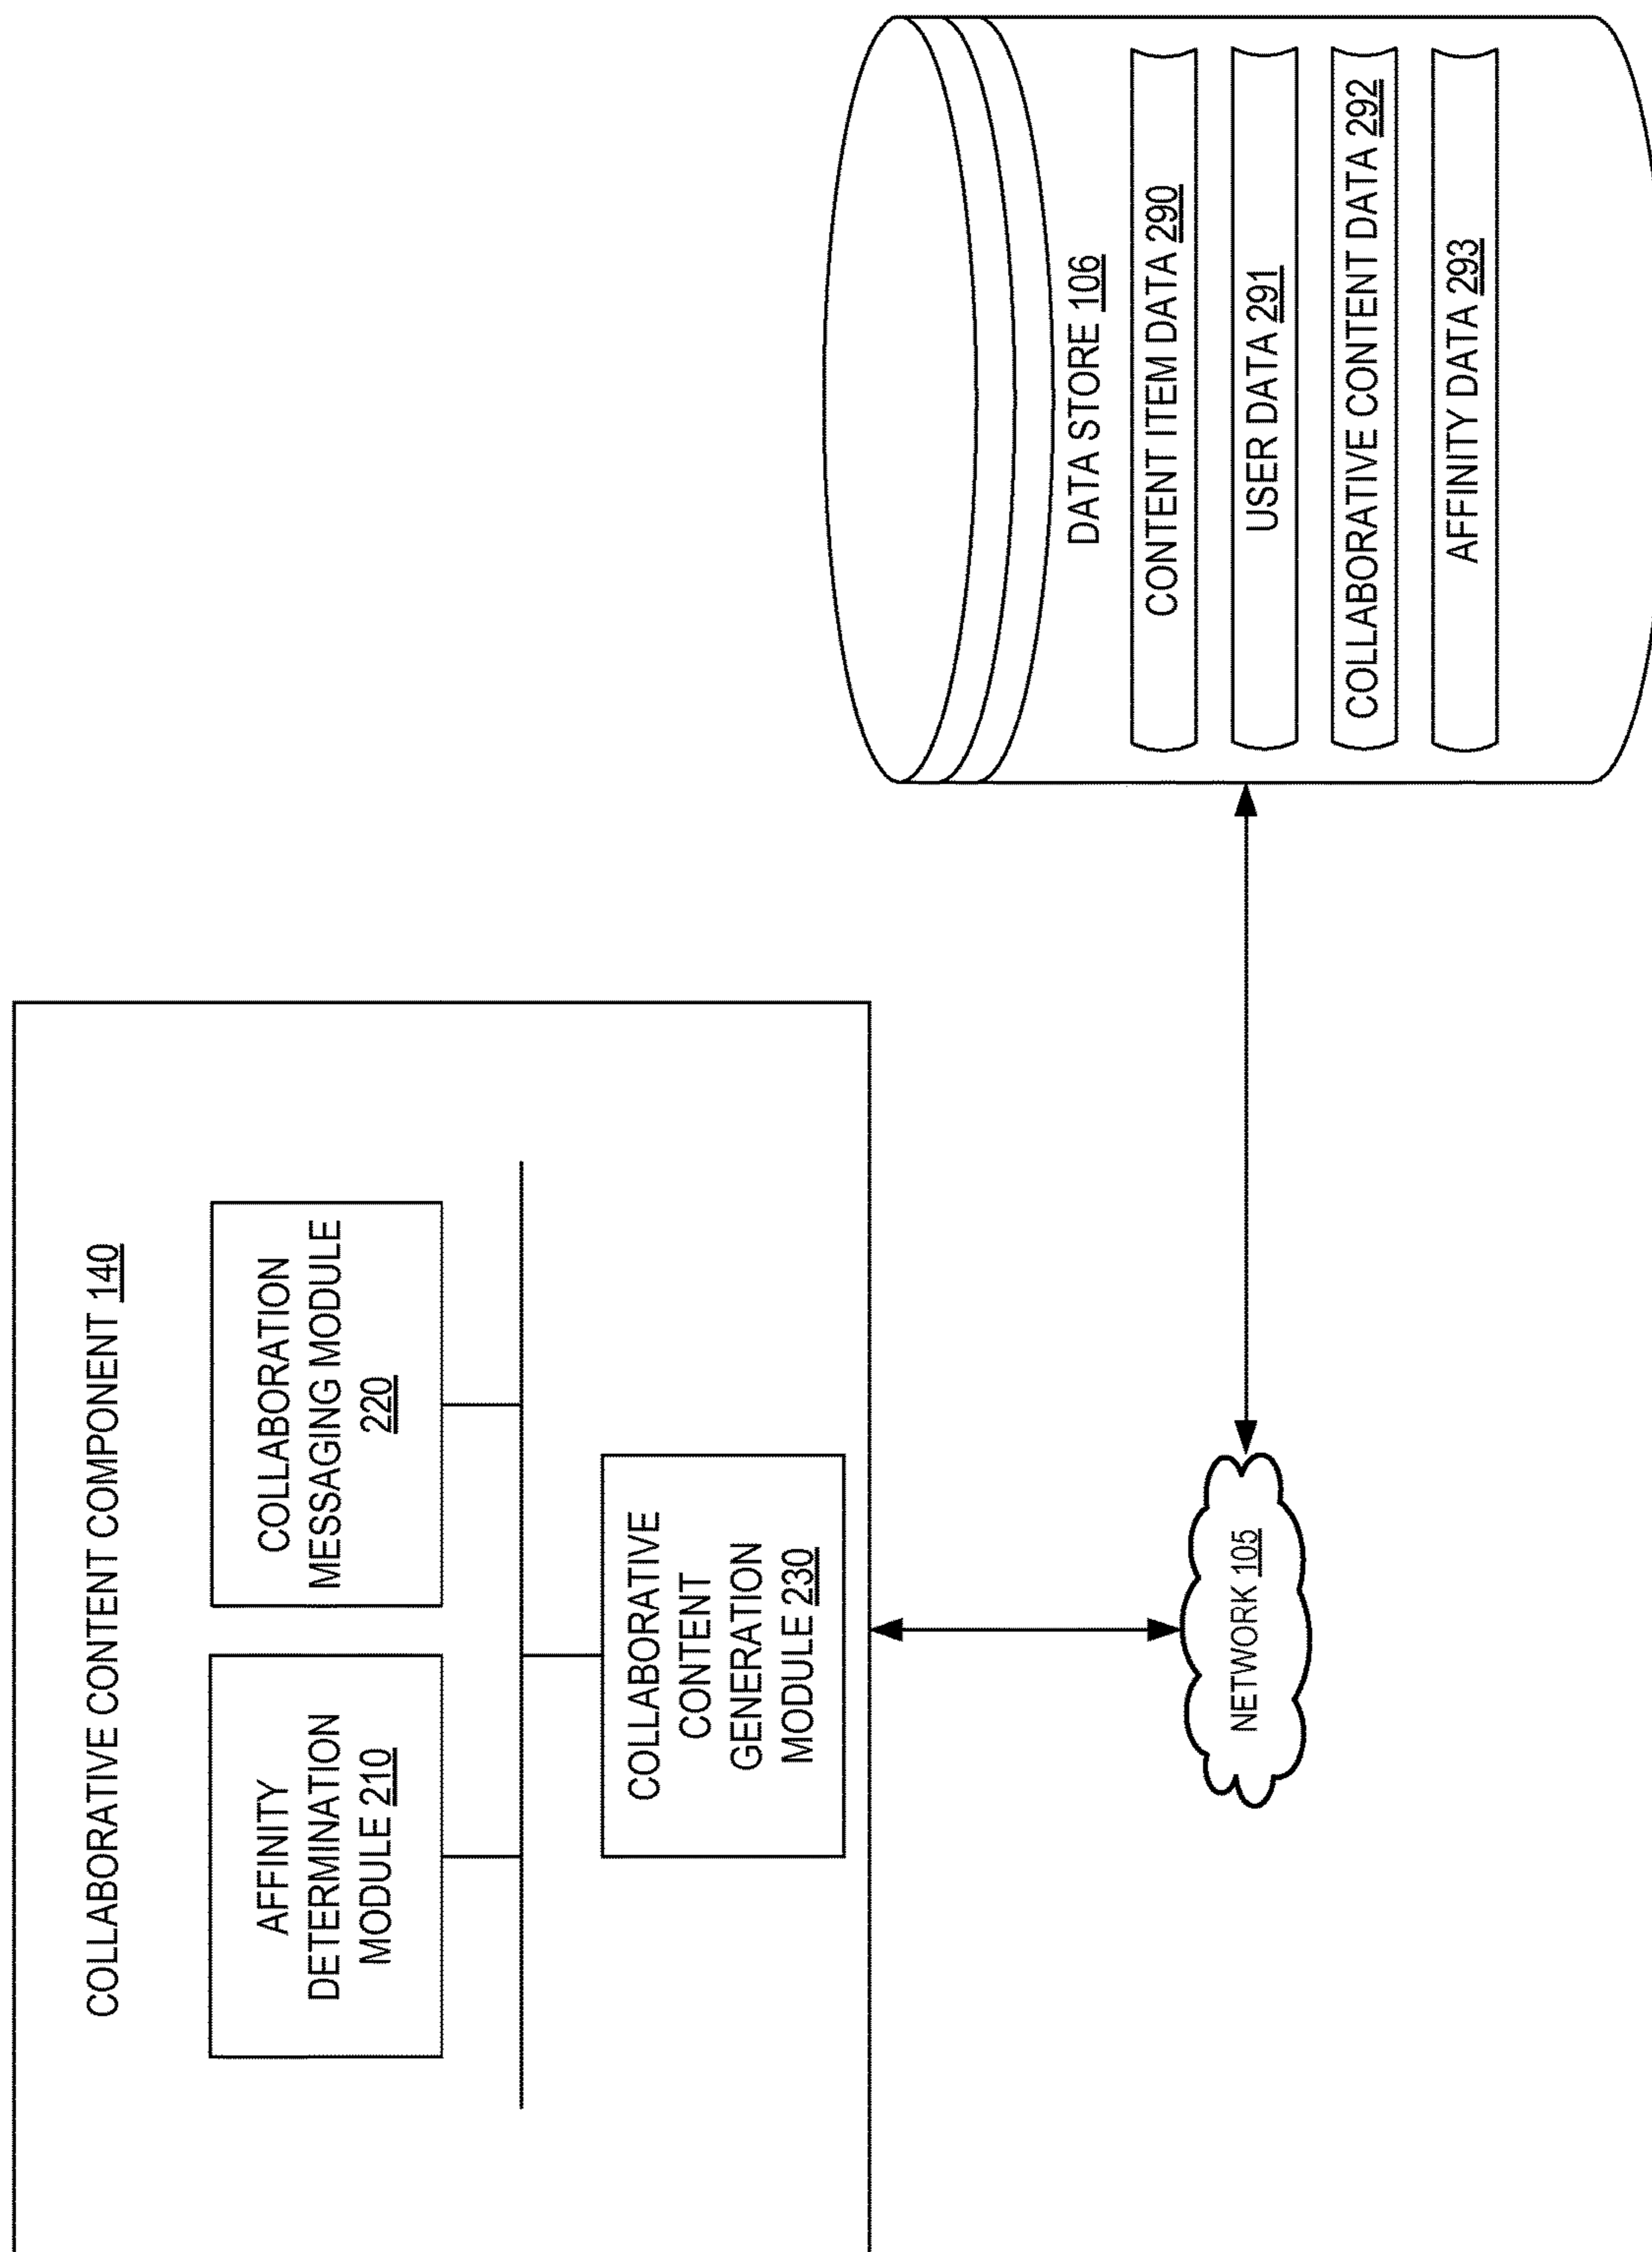 COLLABORATIVE CONTENT COMPONENT 140
AFFINITY
DETERMINATION
MODULE 210
COLLABORATION
MESSAGING MODULE
220
COLLABORATIVE
CONTENT
GENERATION
MODULE 230
NETWORK 105
DATA STORE 106
CONTENT ITEM DATA 290
USER DATA 291
COLLABORATIVE CONTENT DATA 292
AFFINITY DATA 293